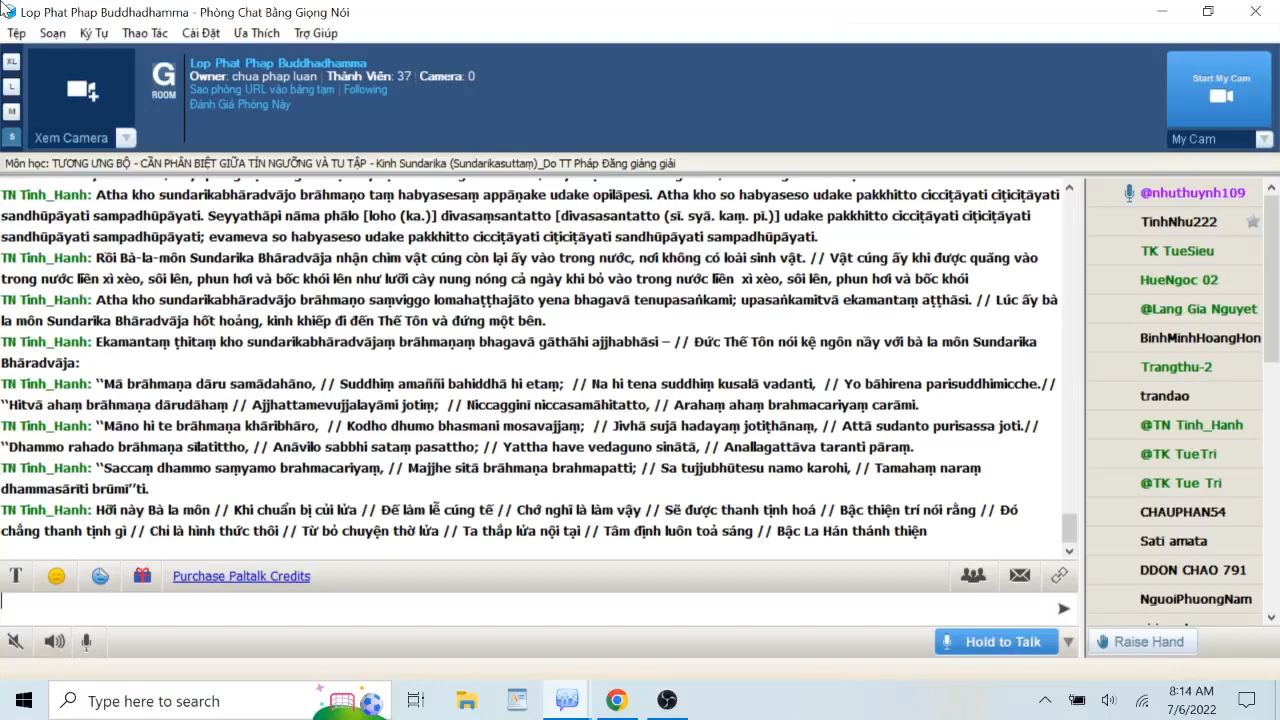 Lop Phat Phap Buddhadhamma - Phòng Chat Bằng Giọng Nói
Tệp Soạn Ký Tự Thao Tác Cài Đặt Ưa Thích Trợ Giúp
XL
L
M
S
Xem Camera
G
ROOM
Lop Phat Phap Buddhadhamma
Owner: chua phap luan | Thành Viên: 37 | Camera: 0
Sao phòng URL vào bảng tạm | Following
Đánh Giá Phòng Này
Start My Cam
My Cam
Môn học: TƯƠNG ƯNG BỘ - CẦN PHÂN BIỆT GIỮA TÍN NGƯỠNG VÀ TU TẬP - Kinh Sundarika (Sundarikasuttaṃ)_Do TT Pháp Đăng giảng giải
TN Tinh_Hanh: Atha kho sundarikabhāradvājo brāhmaṇo taṃ habyasesaṃ appāṇake udake opilāpesi. Atha kho so habyaseso udake pakkhitto cicciṭāyati ciṭiciṭāyati
sandhūpāyati sampadhūpāyati. Seyyathāpi nāma phālo [loho (ka.)] divasaṃsantatto [divasasantatto (sī. syā. kaṃ. pī.)] udake pakkhitto cicciṭāyati ciṭiciṭāyati
sandhūpāyati sampadhūpāyati; evameva so habyaseso udake pakkhitto cicciṭāyati ciṭiciṭāyati sandhūpāyati sampadhūpāyati.
TN Tinh_Hanh: Rồi Bà-la-môn Sundarika Bhāradvāja nhận chìm vật cúng còn lại ấy vào trong nước, nơi không có loài sinh vật. // Vật cúng ấy khi được quăng vào
trong nước liền xì xèo, sôi lên, phun hơi và bốc khói lên như lưỡi cày nung nóng cả ngày khi bỏ vào trong nước liền xì xèo, sôi lên, phun hơi và bốc khói
TN Tinh_Hanh: Atha kho sundarikabhāradvājo brāhmaṇo saṃviggo lomahaṭṭhajāto yena bhagavā tenupasaṅkami; upasaṅkamitvā ekamantaṃ aṭṭhāsi. // Lúc ấy bà
la môn Sundarika Bhāradvāja hốt hoảng, kinh khiếp đi đến Thế Tôn và đứng một bên.
TN Tinh_Hanh: Ekamantaṃ ṭhitaṃ kho sundarikabhāradvājaṃ brāhmaṇaṃ bhagavā gāthāhi ajjhabhāsi – // Đức Thế Tôn nói kệ ngôn nầy với bà la môn Sundarika
Bhāradvāja:
TN Tinh_Hanh: ‘‘Mā brāhmaṇa dāru samādahāno, // Suddhiṃ amaññi bahiddhā hi etaṃ; // Na hi tena suddhiṃ kusalā vadanti, // Yo bāhirena parisuddhimicche.//
‘‘Hitvā ahaṃ brāhmaṇa dārudāhaṃ // Ajjhattamevujjalayāmi jotiṃ; // Niccagginī niccasamāhitatto, // Arahaṃ ahaṃ brahmacariyaṃ carāmi.
TN Tinh_Hanh: ‘‘Māno hi te brāhmaṇa khāribhāro, // Kodho dhumo bhasmani mosavajjaṃ; // Jivhā sujā hadayaṃ jotiṭhānaṃ, // Attā sudanto purisassa joti.//
‘‘Dhammo rahado brāhmaṇa sīlatittho, // Anāvilo sabbhi sataṃ pasattho; // Yattha have vedaguno sinātā, // Anallagattāva taranti pāraṃ.
TN Tinh_Hanh: ‘‘Saccaṃ dhammo saṃyamo brahmacariyaṃ, // Majjhe sitā brāhmaṇa brahmapatti; // Sa tujjubhūtesu namo karohi, // Tamahaṃ naraṃ
dhammasārīti brūmī’’ti.
TN Tinh_Hanh: Hỡi này Bà la môn // Khi chuẩn bị củi lửa // Để làm lễ cúng tế // Chớ nghĩ là làm vậy // Sẽ được thanh tịnh hoá // Bậc thiện trí nói rằng // Đó
chẳng thanh tịnh gì // Chỉ là hình thức thôi // Từ bỏ chuyện thờ lửa // Ta thắp lửa nội tại // Tâm định luôn toả sáng // Bậc La Hán thánh thiện
@nhuthuynh109
TinhNhu222
TK TueSieu
HueNgoc 02
@Lang Gia Nguyet
BinhMinhHoangHon
Trangthu-2
trandao
@TN Tinh_Hanh
@TK TueTri
@TK Tue Tri
CHAUPHAN54
Sati amata
DDON CHAO 791
NguoiPhuongNam
T Purchase Paltalk Credits
Hold to Talk
Raise Hand
Type here to search
8:14 AM
7/6/2022